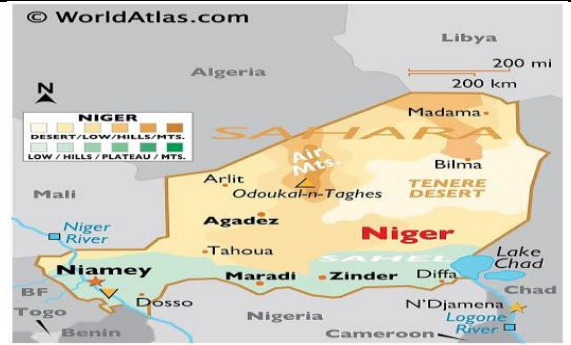 © WorldAtlas.com
Libya
Algeria
200 mi
200 km
N
NIGER
DESERT/LOW/HILLS/MTS.
LOW / HILLS / PLATEAU / MTS.
Madama
SAHARA
Air
Mts.
Bilma
Arlit
Odoukal-n-Taghes
TENERE
DESERT
Mali
Agadez
Niger
River
Niger
Tahoua
SAHEL
Lake
Chad
Niamey
Maradi
Zinder
Diffa
BF
Dosso
N'Djamena
Chad
Togo
Nigeria
Logone
River
Benin
Cameroon